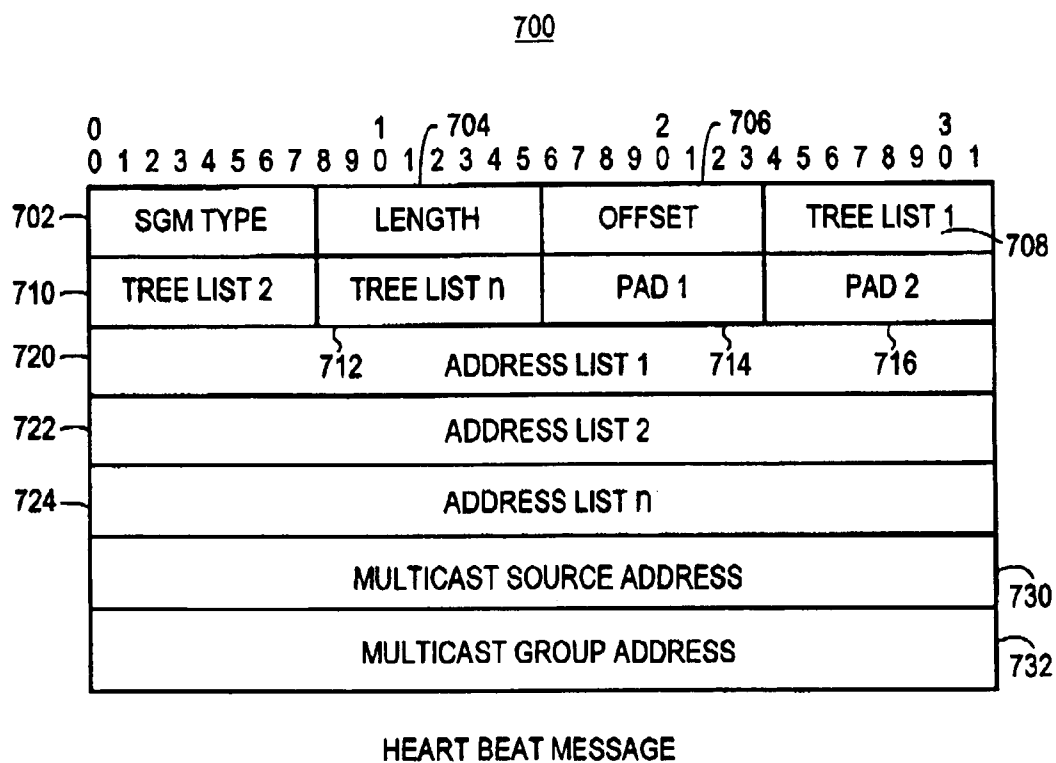 700
0 1 704 2 706 3
0 1 2 3 4 5 6 7 8 9 0 1 2 3 4 5 6 7 8 9 0 1 2 3 4 5 6 7 8 9 0 1
702 SGM TYPE LENGTH OFFSET TREE LIST 1
708
710 TREE LIST 2 TREE LIST n PAD 1 PAD 2
720 712 ADDRESS LIST 1 714 716
722 ADDRESS LIST 2
724 ADDRESS LIST n
MULTICAST SOURCE ADDRESS 730
MULTICAST GROUP ADDRESS 732
HEART BEAT MESSAGE